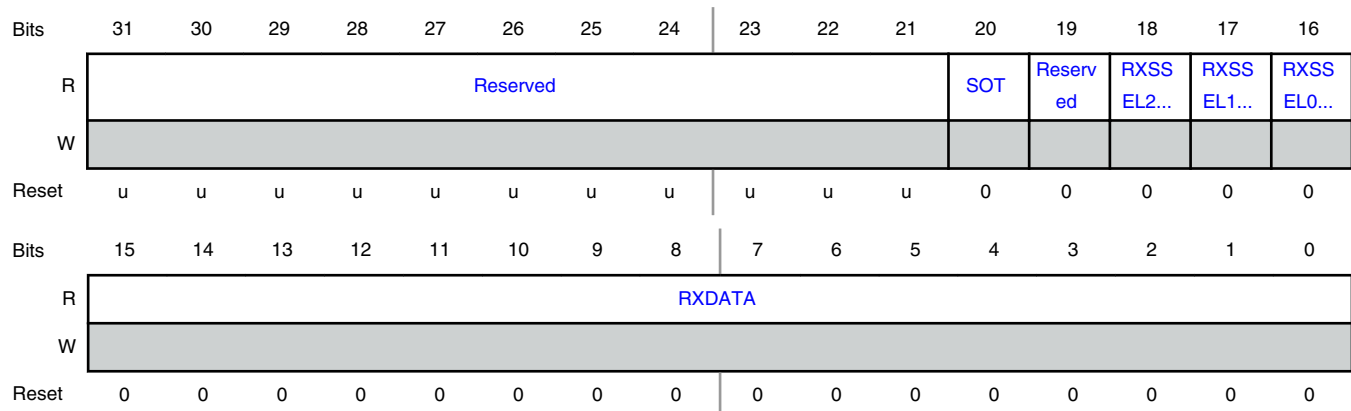 Bits 31 30 29 28 27 26 25 24 23 22 21 20 19 18 17 16
R Reserved SOT Reserv ed RXSS EL2... RXSS EL1... RXSS EL0...
W
Reset u u u u u u u u u u u 0 0 0 0 0
Bits 15 14 13 12 11 10 9 8 7 6 5 4 3 2 1 0
R RXDATA
W
Reset 0 0 0 0 0 0 0 0 0 0 0 0 0 0 0 0